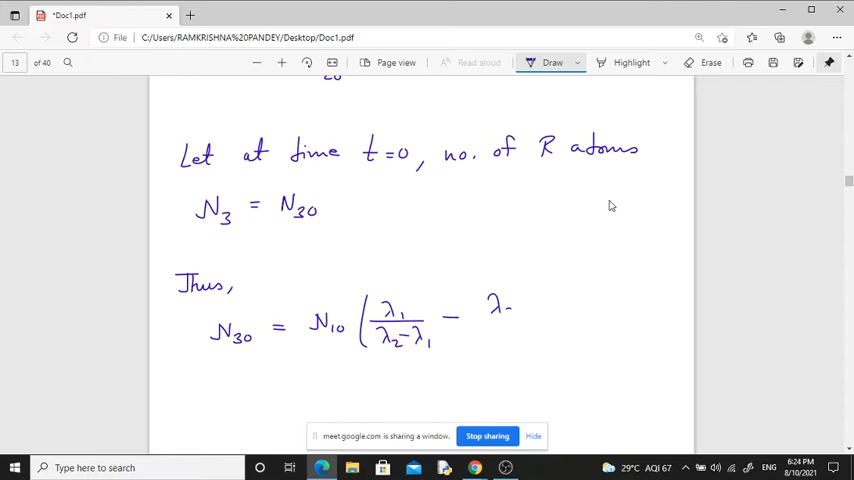 *Doc1.pdf
File
C:/Users/RAMKRISHNA%20PANDEY/Desktop/Doc1.pdf
13 of 40
Page view
Read aloud
Draw
Highlight
Erase
20
Let at time t=0, no. of R atoms
N₃ = N₃₀
Thus,
N₃₀ = N₁₀ ( λ₁ / λ₂-λ₁ - λ
meet.google.com is sharing a window.
Stop sharing
Hide
Type here to search
29°C AQI 67
ENG
6:24 PM
8/10/2021